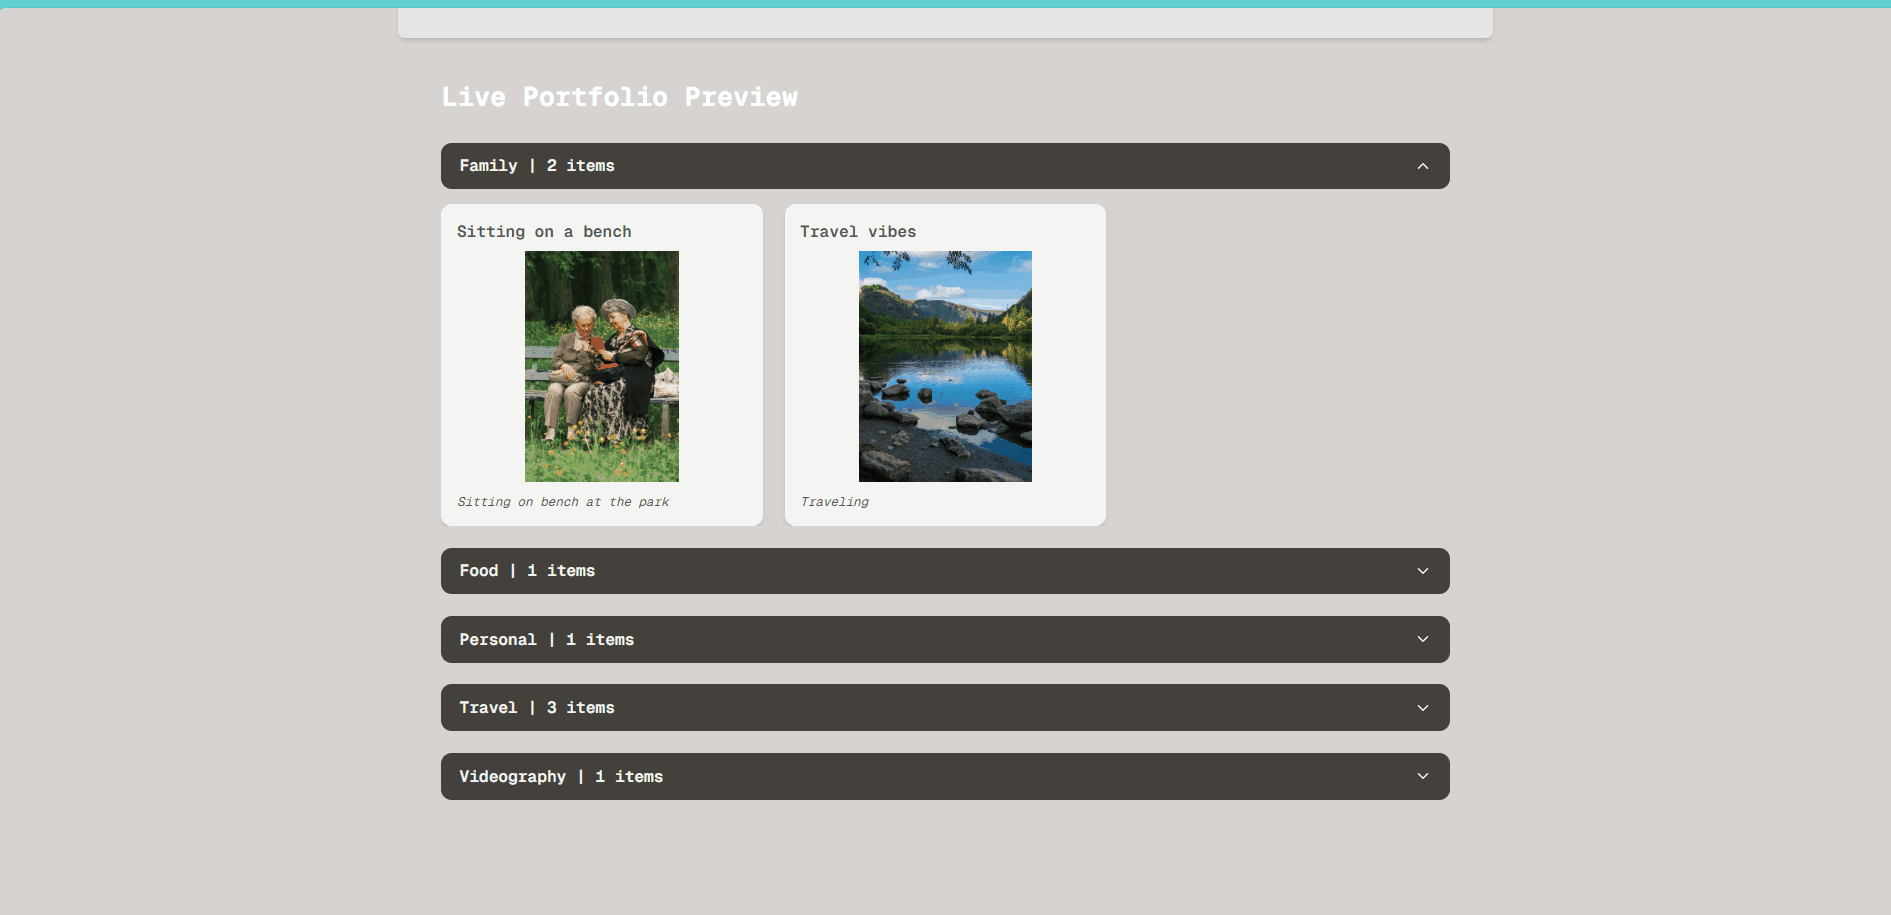 Live Portfolio Preview
Family | 2 items
Sitting on a bench
Travel vibes
Sitting on bench at the park
Traveling
Food | 1 items
Personal | 1 items
Travel | 3 items
Videography | 1 items